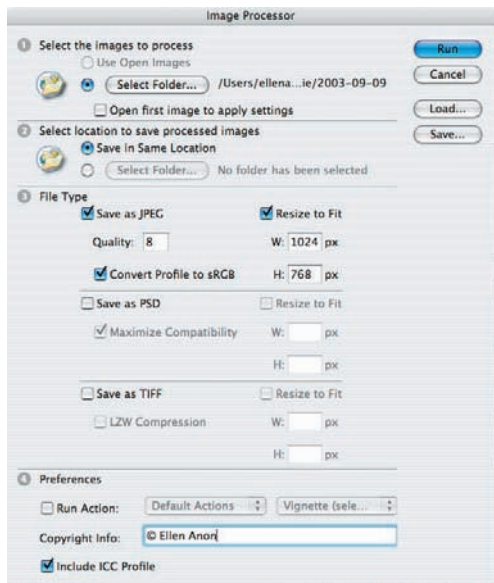 Image Processor
1 Select the images to process
Use Open Images
Select Folder... /Users/ellena...ie/2003-09-09
Open first image to apply settings
Run
Cancel
Load...
Save...
2 Select location to save processed images
Save in Same Location
Select Folder... No folder has been selected
3 File Type
Save as JPEG Resize to Fit
Quality: 8 W: 1024 px
Convert Profile to sRGB H: 768 px
Save as PSD Resize to Fit
Maximize Compatibility W: px
H: px
Save as TIFF Resize to Fit
LZW Compression W: px
H: px
4 Preferences
Run Action: Default Actions Vignette (sele...
Copyright Info: © Ellen Anon
Include ICC Profile